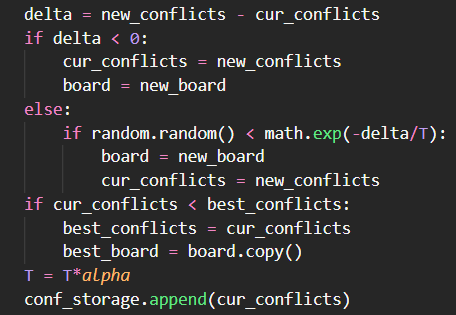 delta = new_conflicts - cur_conflicts
if delta < 0:
    cur_conflicts = new_conflicts
    board = new_board
else:
    if random.random() < math.exp(-delta/T):
        board = new_board
        cur_conflicts = new_conflicts
if cur_conflicts < best_conflicts:
    best_conflicts = cur_conflicts
    best_board = board.copy()
T = T*alpha
conf_storage.append(cur_conflicts)